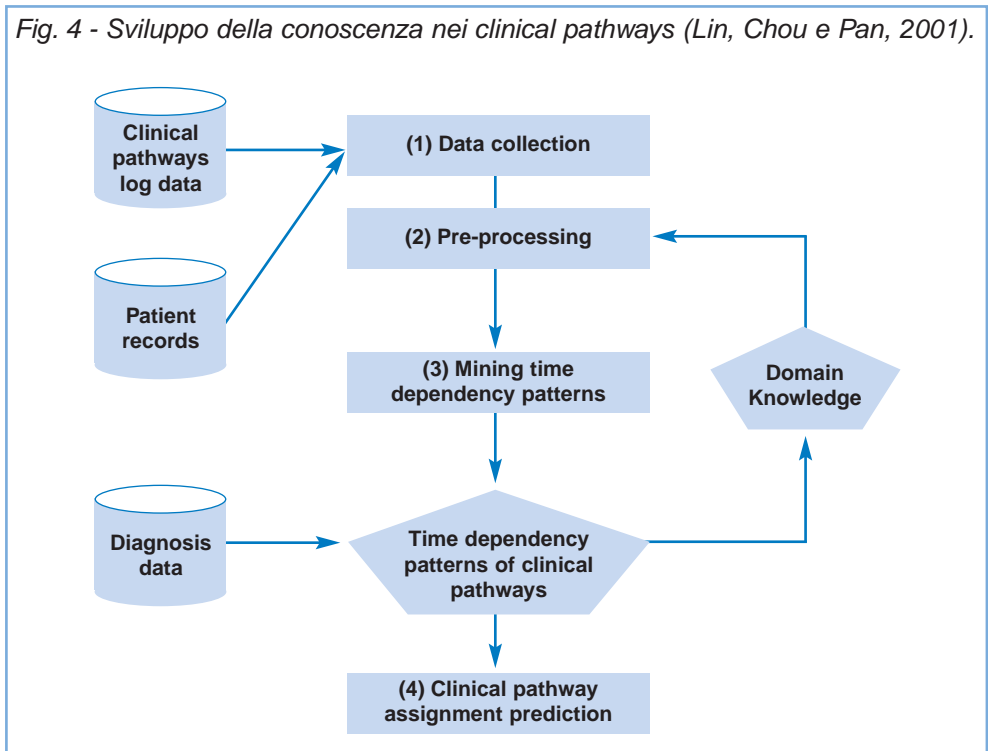 Fig. 4 - Sviluppo della conoscenza nei clinical pathways (Lin, Chou e Pan, 2001).
Clinical
pathways
log data
(1) Data collection
(2) Pre-processing
Patient
records
(3) Mining time
dependency patterns
Domain
Knowledge
Diagnosis
data
Time dependency
patterns of clinical
pathways
(4) Clinical pathway
assignment prediction